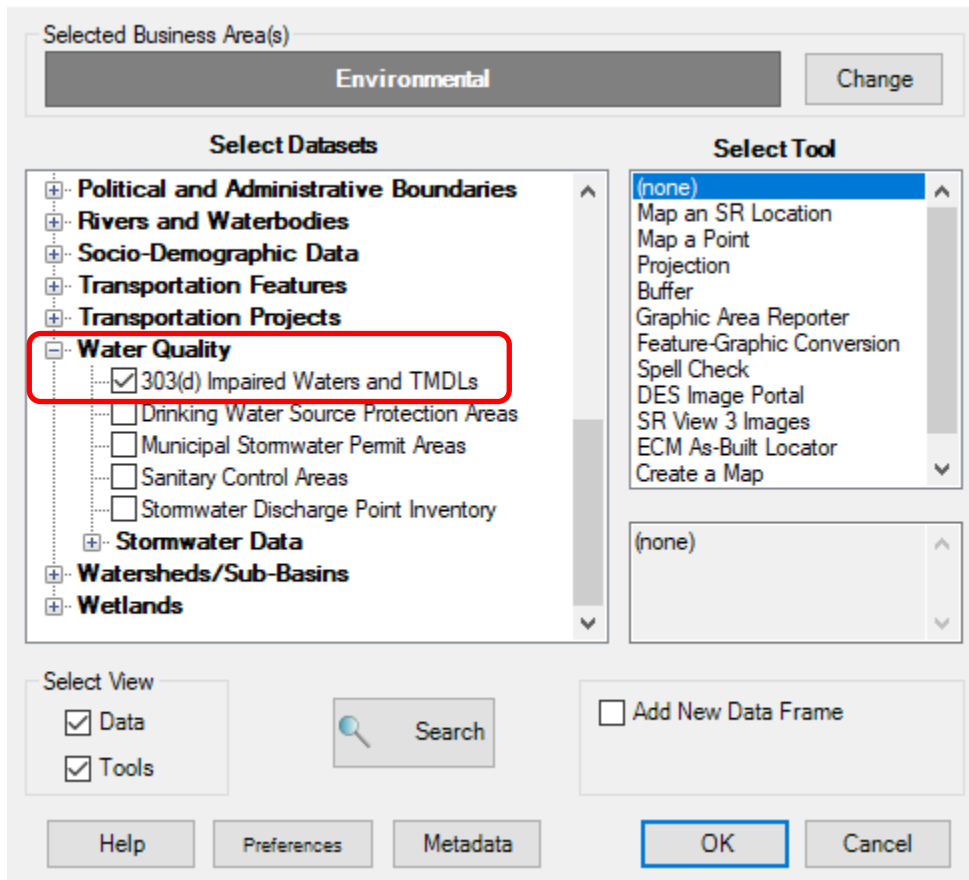 Selected Business Area(s)
Environmental
Change
Select Datasets
Political and Administrative Boundaries
Rivers and Waterbodies
Socio-Demographic Data
Transportation Features
Transportation Projects
Water Quality
303(d) Impaired Waters and TMDLs
Drinking Water Source Protection Areas
Municipal Stormwater Permit Areas
Sanitary Control Areas
Stormwater Discharge Point Inventory
Stormwater Data
Watersheds/Sub-Basins
Wetlands
Select Tool
(none)
Map an SR Location
Map a Point
Projection
Buffer
Graphic Area Reporter
Feature-Graphic Conversion
Spell Check
DES Image Portal
SR View 3 Images
ECM As-Built Locator
Create a Map
(none)
Select View
Data
Tools
Search
Add New Data Frame
Help
Preferences
Metadata
OK
Cancel